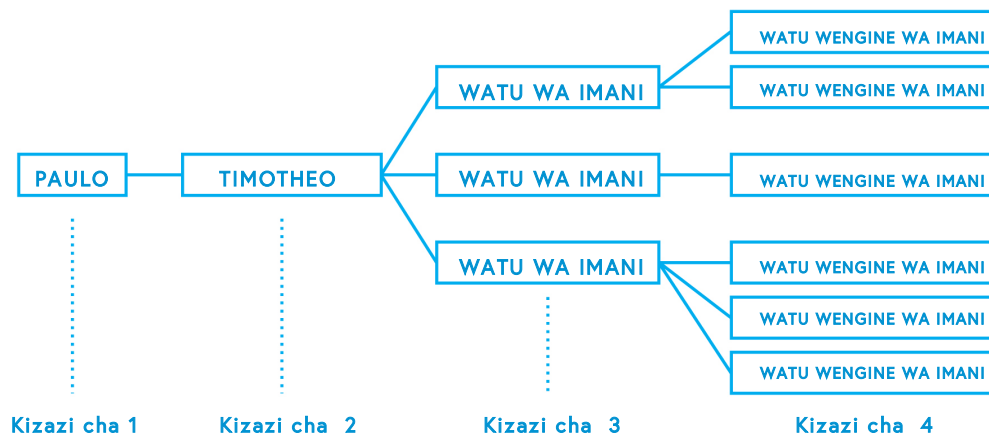 WATU WENGINE WA IMANI
WATU WA IMANI
WATU WENGINE WA IMANI
PAULO
TIMOTHEO
WATU WA IMANI
WATU WENGINE WA IMANI
WATU WA IMANI
WATU WENGINE WA IMANI
WATU WENGINE WA IMANI
WATU WENGINE WA IMANI
Kizazi cha 1
Kizazi cha 2
Kizazi cha 3
Kizazi cha 4